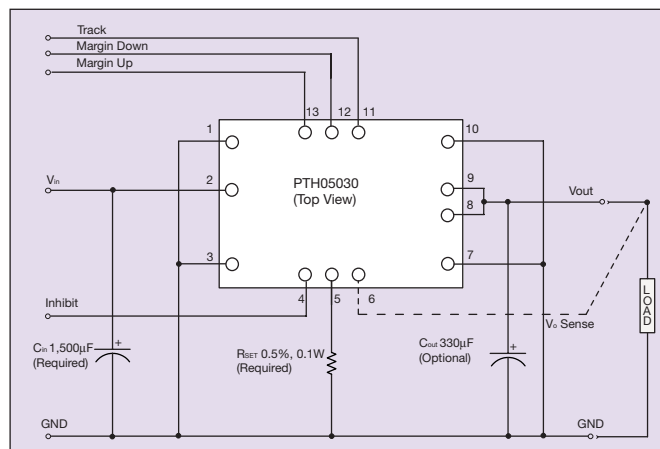 Track
Margin Down
Margin Up
13 12 11
1
10
PTH05030
(Top View)
Vin
2
9
8
Vout
3
7
4 5 6
Inhibit
Vo Sense
LOAD
Cin 1,500µF
(Required)
+
RSET 0.5%, 0.1W
(Required)
Cout 330µF
(Optional)
+
GND
GND